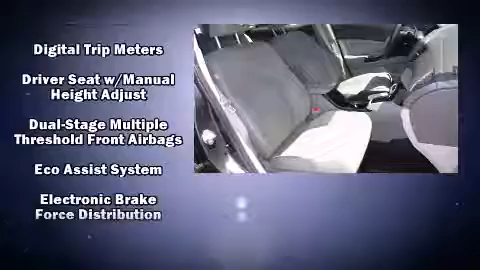 Digital Trip Meters
Driver Seat w/Manual
Height Adjust
Dual-Stage Multiple
Threshold Front Airbags
Eco Assist System
Electronic Brake
Force Distribution